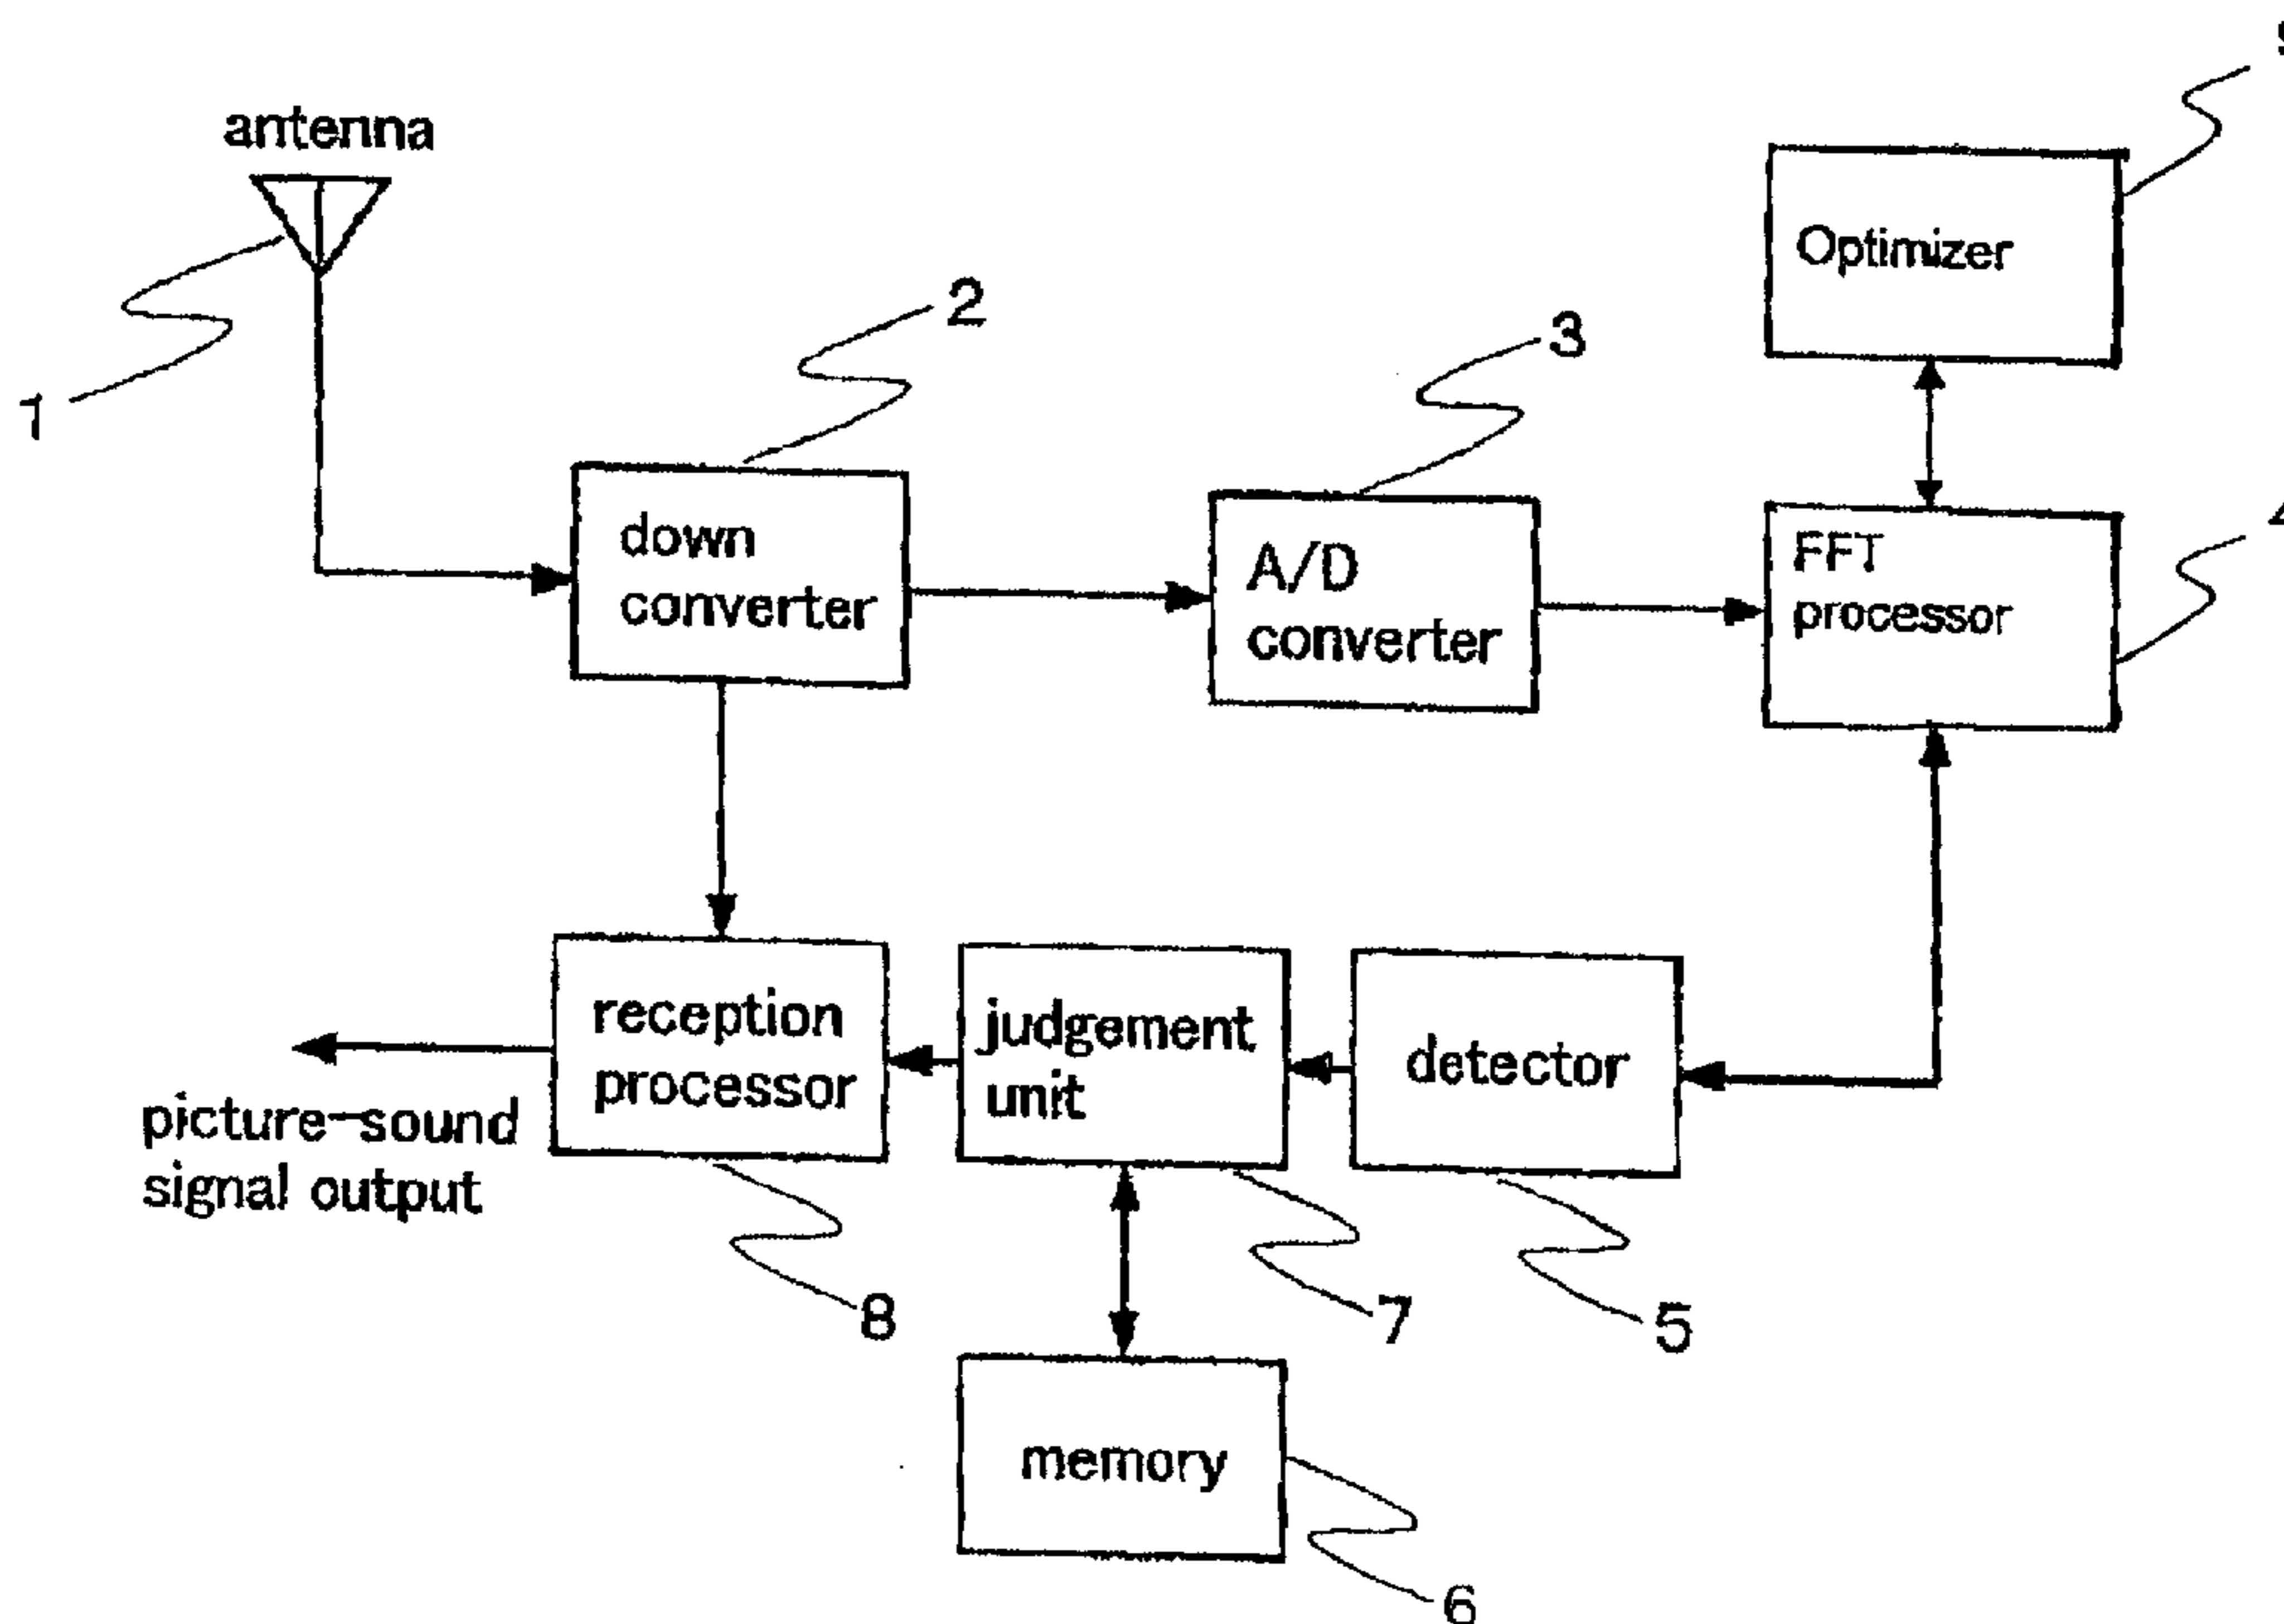 antenna
1
2
3
Optimizer
down
converter
A/D
converter
FFT
processor
reception
processor
judgement
unit
detector
picture-sound
signal output
8
7
5
memory
6